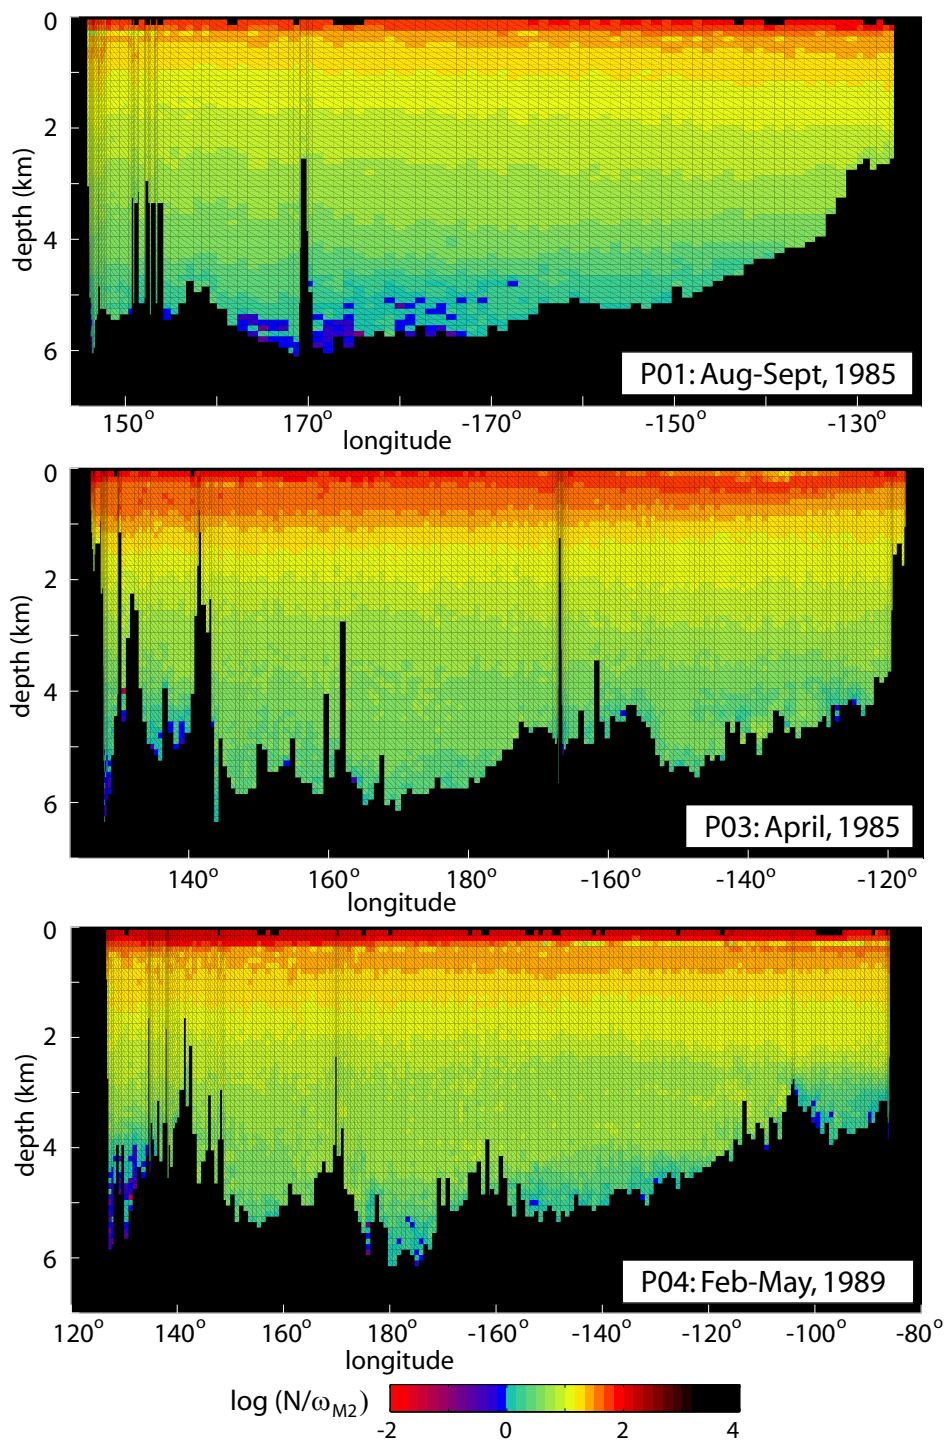 0
2
4
6
depth (km)
P01: Aug-Sept, 1985
150° 170° -170° -150° -130°
longitude
0
2
4
6
depth (km)
P03: April, 1985
140° 160° 180° -160° -140° -120°
longitude
0
2
4
6
depth (km)
P04: Feb-May, 1989
120° 140° 160° 180° -160° -140° -120° -100° -80°
longitude
log (N/ω_M2)
-2 0 2 4